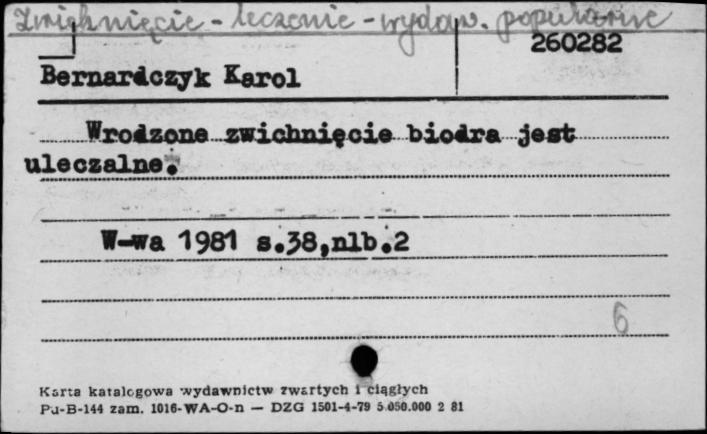 Zwichnięcie - leczenie - wydaw. popularne
260282
Bernardczyk Karol
Wrodzone zwichnięcie biodra jest
uleczalne.
W-wa 1981 s.38,nlb.2
6
Karta katalogowa wydawnictw zwartych i ciągłych
Pu-B-144 zam. 1016-WA-O-n — DZG 1501-4-79 5.050.000 2 81